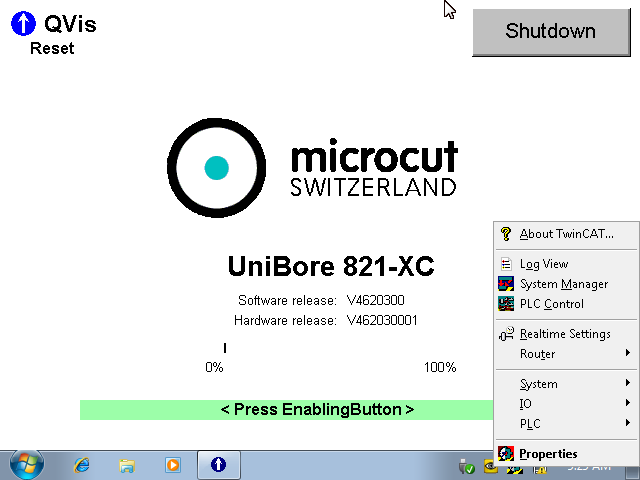 QVis
Reset
Shutdown
microcut
SWITZERLAND
UniBore 821-XC
Software release: V4620300
Hardware release: V462030001
0%
100%
< Press EnablingButton >
About TwinCAT...
Log View
System Manager
PLC Control
Realtime Settings
Router
System
IO
PLC
Properties